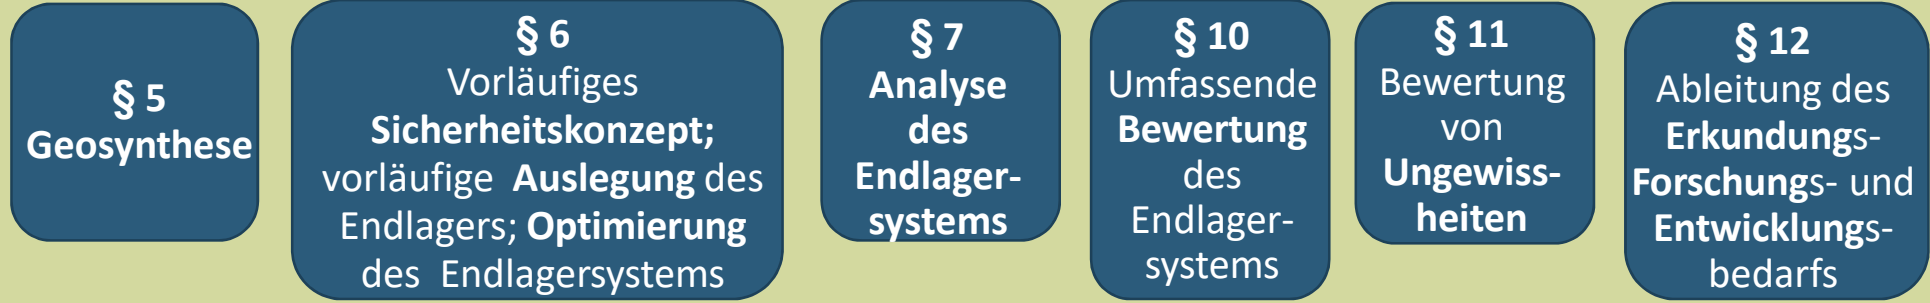 § 5
Geosynthese
§ 6
Vorläufiges
Sicherheitskonzept;
vorläufige Auslegung des
Endlagers; Optimierung
des Endlagersystems
§ 7
Analyse
des
Endlager-
systems
§ 10
Umfassende
Bewertung
des
Endlager-
systems
§ 11
Bewertung
von
Ungewiss-
heiten
§ 12
Ableitung des
Erkundungs-
Forschungs- und
Entwicklungs-
bedarfs